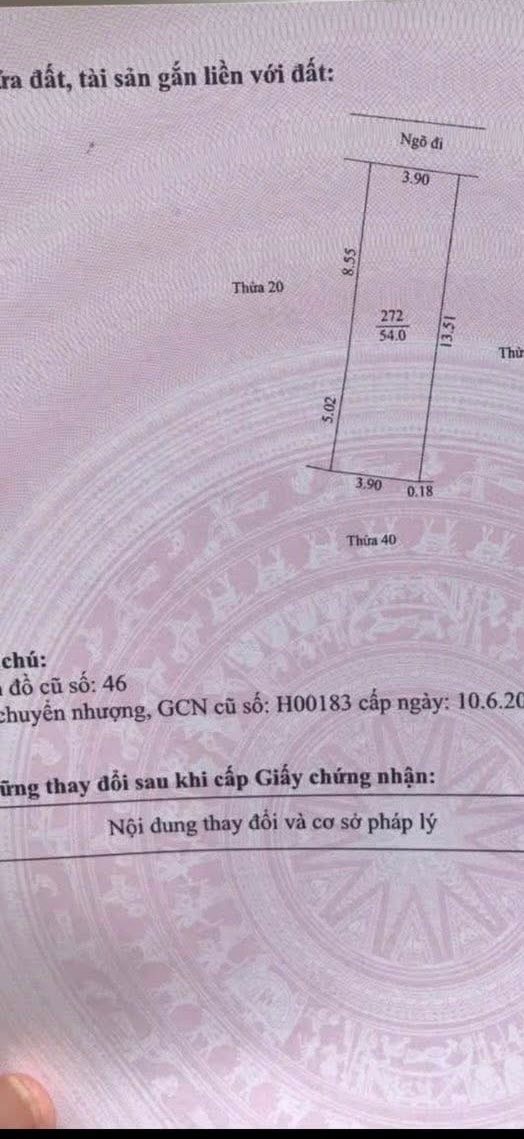 đất, tài sản gắn liền với đất:
Ngõ đi
3.90
8.55
Thửa 20
272
54.0
13.51
5.02
3.90
0.18
Thửa 40
chú:
đồ cũ số: 46
chuyển nhượng, GCN cũ số: H00183 cấp ngày: 10.6.20
thay đổi sau khi cấp Giấy chứng nhận:
Nội dung thay đổi và cơ sở pháp lý